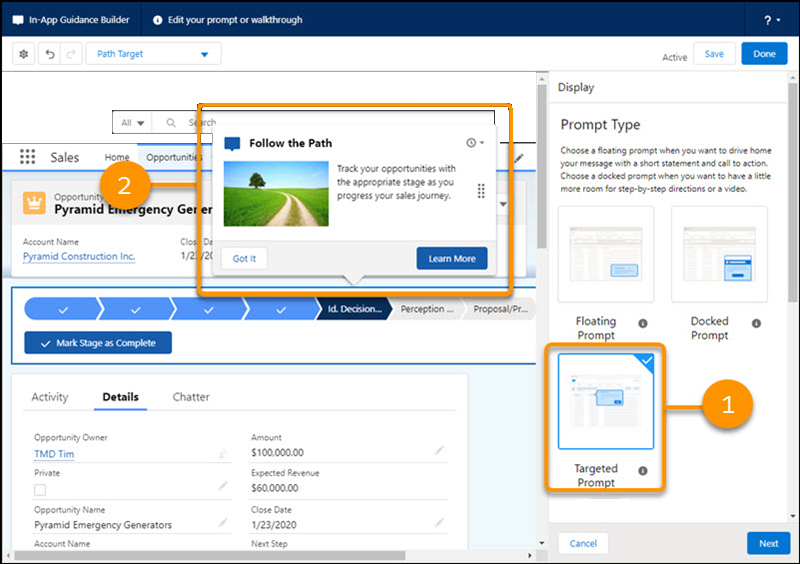 In-App Guidance Builder
Edit your prompt or walkthrough
?
Path Target
Active
Save
Done
All
Search
Sales
Home
Opportunities
Opportunity
Pyramid Emergency Gener
Account Name
Pyramid Construction Inc.
Close Da
1/23/20
2
Follow the Path
Track your opportunities with
the appropriate stage as you
progress your sales journey.
Got It
Learn More
Id. Decision...
Perception ...
Proposal/Pr...
Mark Stage as Complete
Activity
Details
Chatter
Opportunity Owner
TMD Tim
Amount
$100,000.00
Private
Expected Revenue
$60,000.00
Opportunity Name
Pyramid Emergency Generators
Close Date
1/23/2020
Account Name
Next Step
Display
Prompt Type
Choose a floating prompt when you want to drive home
your message with a short statement and call to action.
Choose a docked prompt when you want to have a little
more room for step-by-step directions or a video.
Floating
Prompt
Docked
Prompt
Targeted
Prompt
1
Cancel
Next